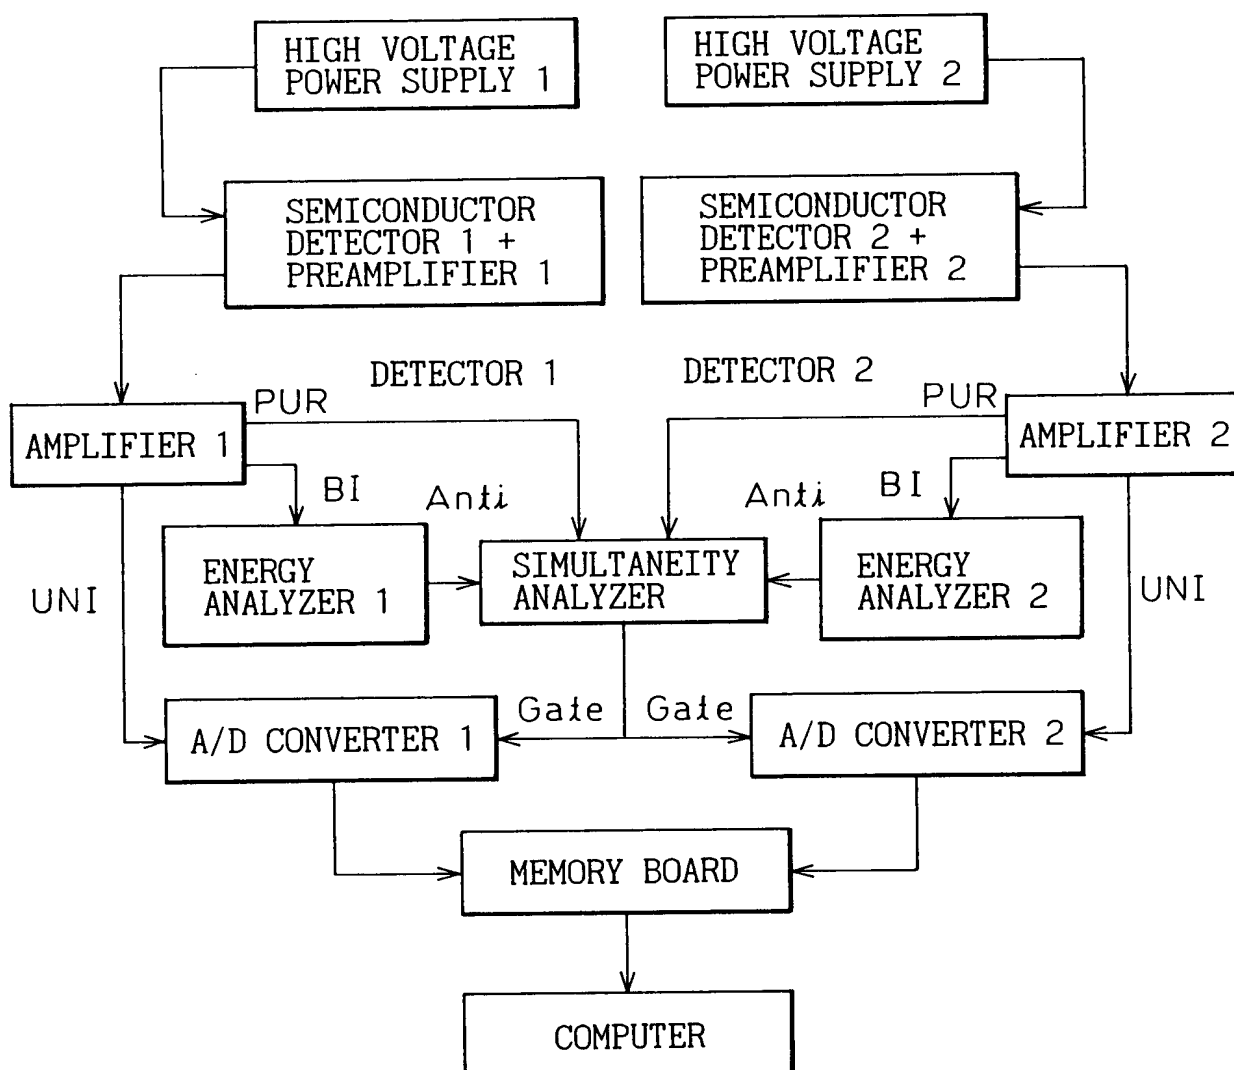 HIGH VOLTAGE
POWER SUPPLY 1
HIGH VOLTAGE
POWER SUPPLY 2
SEMICONDUCTOR
DETECTOR 1 +
PREAMPLIFIER 1
SEMICONDUCTOR
DETECTOR 2 +
PREAMPLIFIER 2
DETECTOR 1
DETECTOR 2
PUR
PUR
AMPLIFIER 1
AMPLIFIER 2
BI
Anti
Anti
BI
UNI
ENERGY
ANALYZER 1
SIMULTANEITY
ANALYZER
ENERGY
ANALYZER 2
UNI
Gate
Gate
A/D CONVERTER 1
A/D CONVERTER 2
MEMORY BOARD
COMPUTER